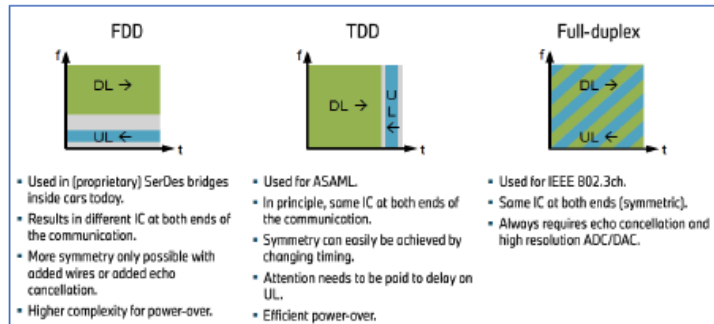 FDD
f
DL →
UL ←
t
▪ Used in (proprietary) SerDes bridges
inside cars today.
▪ Results in different IC at both ends of
the communication.
▪ More symmetry only possible with
added wires or added echo
cancellation.
▪ Higher complexity for power-over.
TDD
f
DL →
U
L
←
t
▪ Used for ASAML.
▪ In principle, same IC at both ends of
the communication.
▪ Symmetry can easily be achieved by
changing timing.
▪ Attention needs to be paid to delay on
UL.
▪ Efficient power-over.
Full-duplex
f
DL →
UL ←
t
▪ Used for IEEE 802.3ch.
▪ Same IC at both ends (symmetric).
▪ Always requires echo cancellation and
high resolution ADC/DAC.